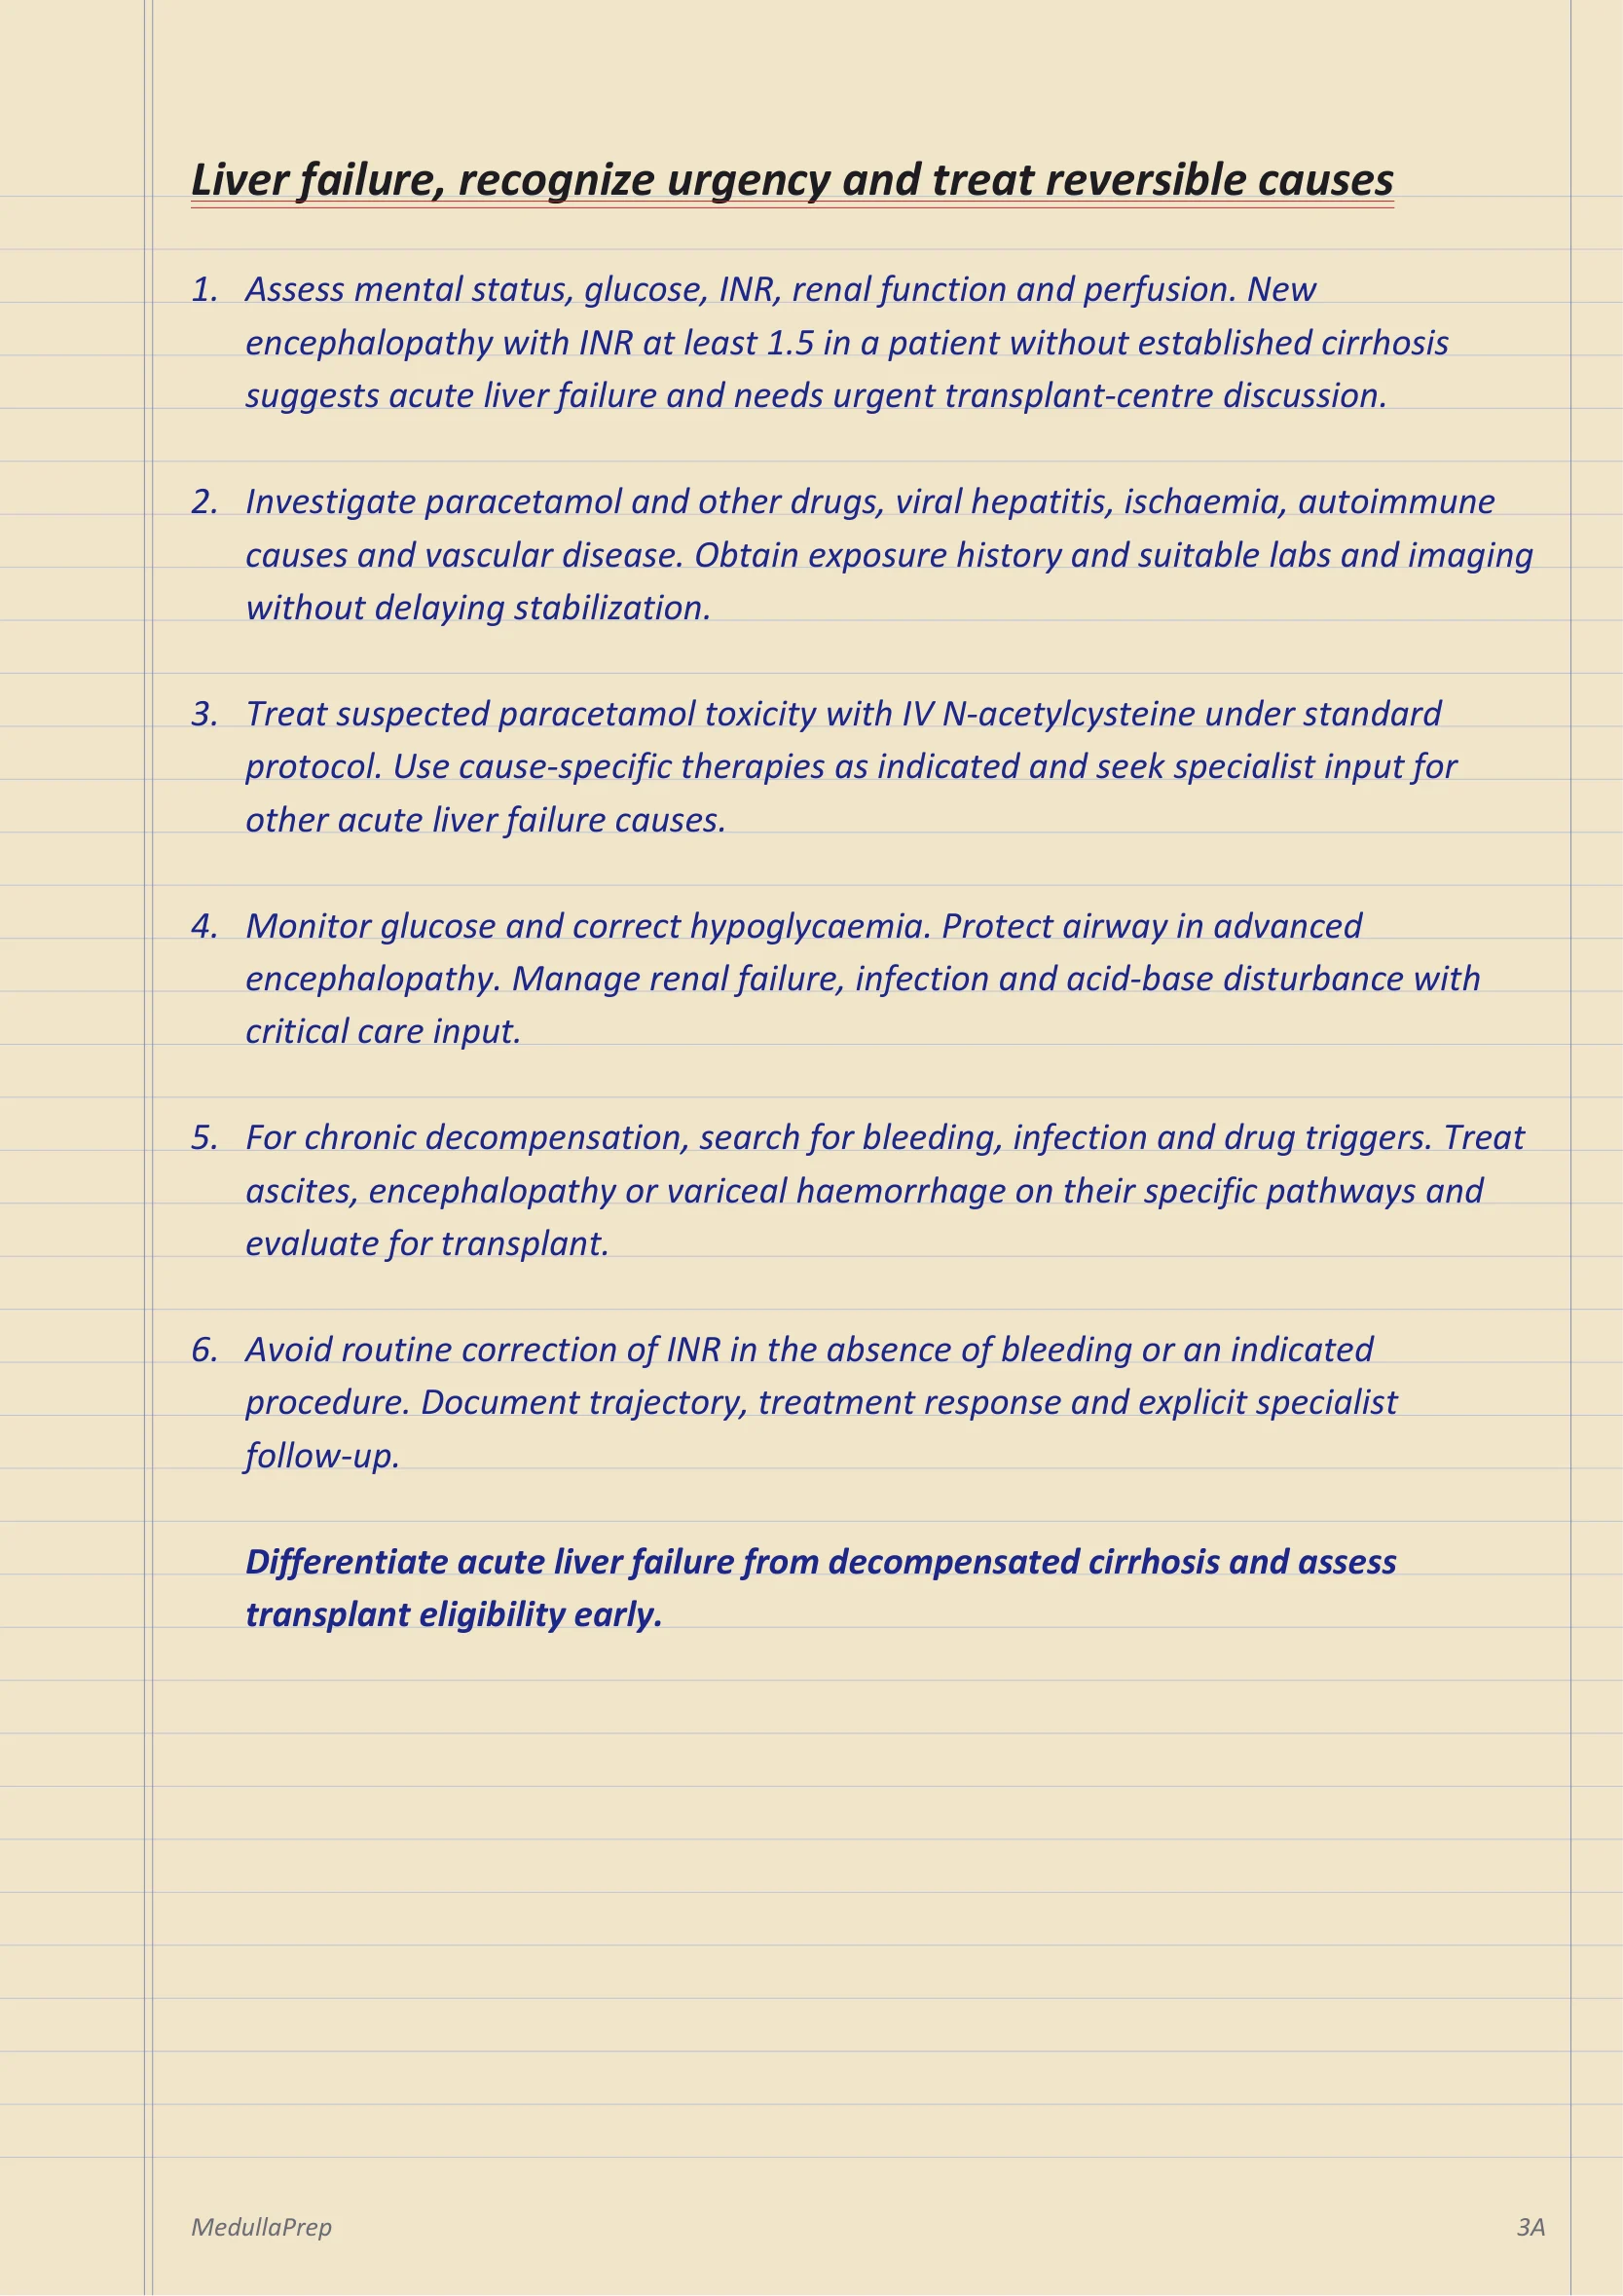 Liver failure, recognize urgency and treat reversible causes
1. Assess mental status, glucose, INR, renal function and perfusion. New
encephalopathy with INR at least 1.5 in a patient without established cirrhosis
suggests acute liver failure and needs urgent transplant-centre discussion.
2. Investigate paracetamol and other drugs, viral hepatitis, ischaemia, autoimmune
causes and vascular disease. Obtain exposure history and suitable labs and imaging
without delaying stabilization.
3. Treat suspected paracetamol toxicity with IV N-acetylcysteine under standard
protocol. Use cause-specific therapies as indicated and seek specialist input for
other acute liver failure causes.
4. Monitor glucose and correct hypoglycaemia. Protect airway in advanced
encephalopathy. Manage renal failure, infection and acid-base disturbance with
critical care input.
5. For chronic decompensation, search for bleeding, infection and drug triggers. Treat
ascites, encephalopathy or variceal haemorrhage on their specific pathways and
evaluate for transplant.
6. Avoid routine correction of INR in the absence of bleeding or an indicated
procedure. Document trajectory, treatment response and explicit specialist
follow-up.
Differentiate acute liver failure from decompensated cirrhosis and assess
transplant eligibility early.
MedullaPrep
3A